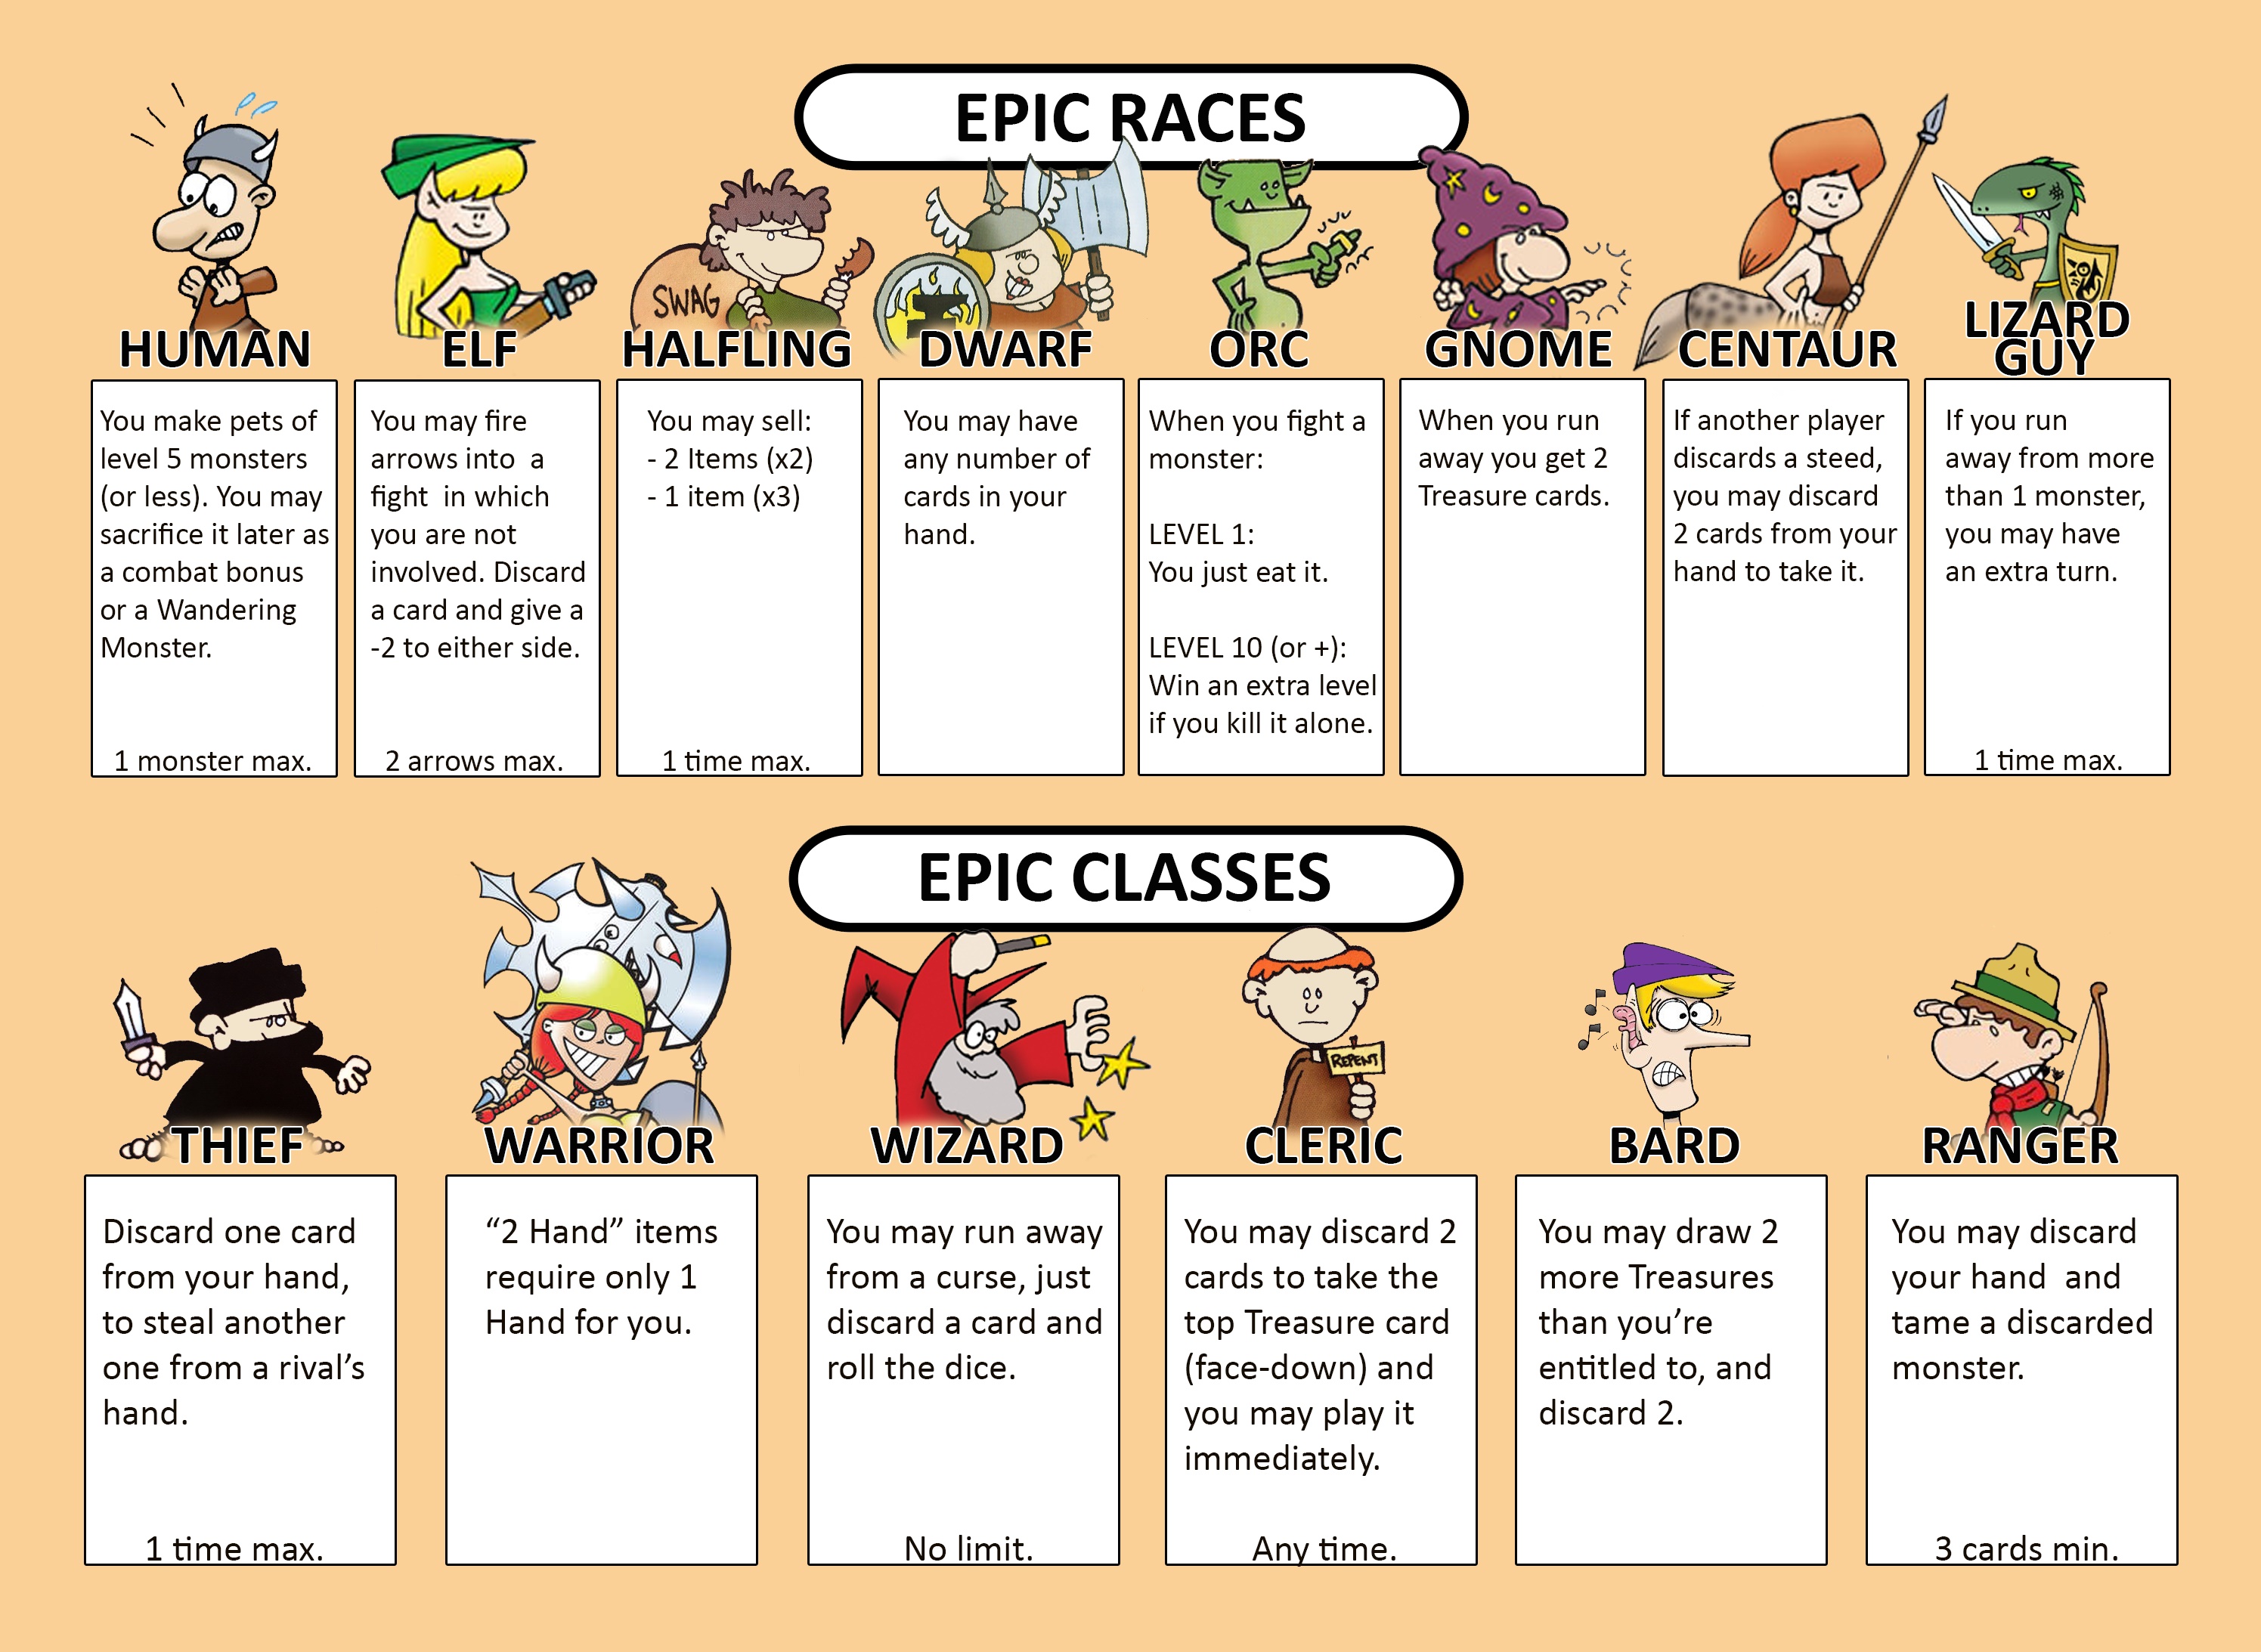 EPIC RACES
SWAG
HUMAN
You make pets of
level 5 monsters
(or less). You may
sacrifice it later as
a combat bonus
or a Wandering
Monster.
1 monster max.
ELF
You may fire
arrows into  a
fight  in which
you are not
involved. Discard
a card and give a
-2 to either side.
2 arrows max.
HALFLING
You may sell:
- 2 Items (x2)
- 1 item (x3)
1 time max.
DWARF
You may have
any number of
cards in your
hand.
ORC
When you fight a
monster:
LEVEL 1:
You just eat it.
LEVEL 10 (or +):
Win an extra level
if you kill it alone.
GNOME
When you run
away you get 2
Treasure cards.
CENTAUR
If another player
discards a steed,
you may discard
2 cards from your
hand to take it.
LIZARD
GUY
If you run
away from more
than 1 monster,
you may have
an extra turn.
1 time max.
EPIC CLASSES
THIEF
Discard one card
from your hand,
to steal another
one from a rival’s
hand.
1 time max.
WARRIOR
“2 Hand” items
require only 1
Hand for you.
WIZARD
You may run away
from a curse, just
discard a card and
roll the dice.
No limit.
REPENT
CLERIC
You may discard 2
cards to take the
top Treasure card
(face-down) and
you may play it
immediately.
Any time.
BARD
You may draw 2
more Treasures
than you’re
entitled to, and
discard 2.
RANGER
You may discard
your hand  and
tame a discarded
monster.
3 cards min.